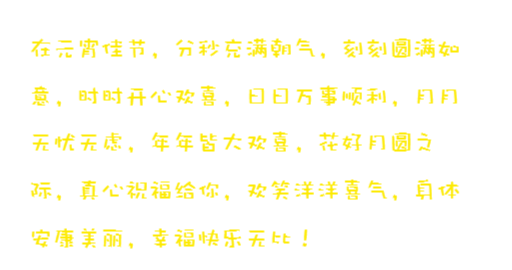 在元宵佳节，分秒充满朝气，刻刻圆满如
意，时时开心欢喜，日日万事顺利，月月
无忧无虑，年年皆大欢喜，花好月圆之
际，真心祝福给你，欢笑洋洋喜气，身体
安康美丽，幸福快乐无比！